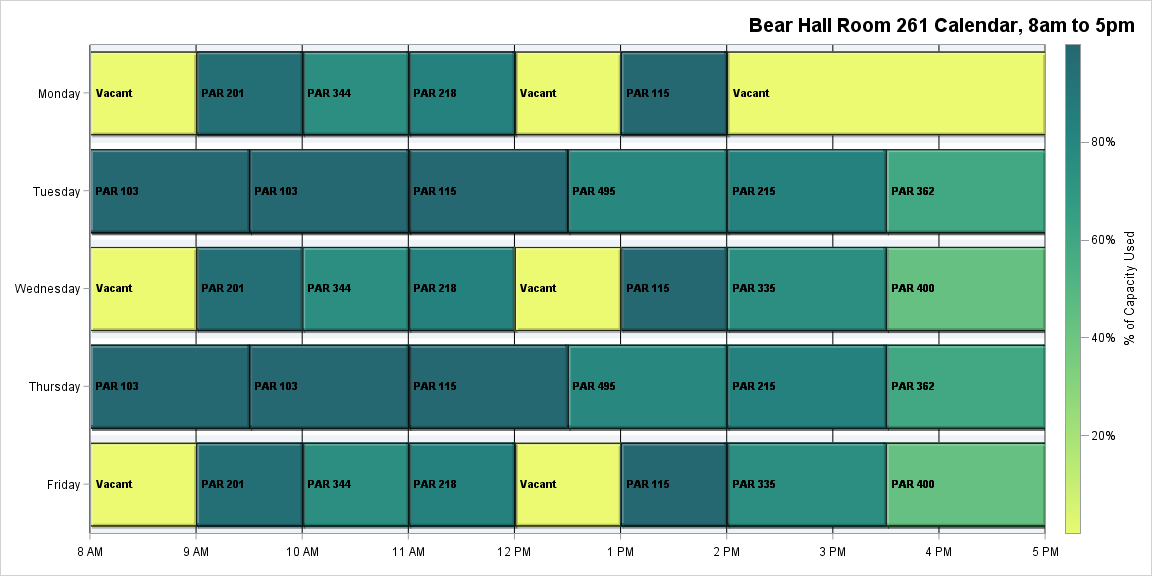 Bear Hall Room 261 Calendar, 8am to 5pm
Monday
Vacant
PAR 201
PAR 344
PAR 218
Vacant
PAR 115
Vacant
Tuesday
PAR 103
PAR 103
PAR 115
PAR 495
PAR 215
PAR 362
Wednesday
Vacant
PAR 201
PAR 344
PAR 218
Vacant
PAR 115
PAR 335
PAR 400
Thursday
PAR 103
PAR 103
PAR 115
PAR 495
PAR 215
PAR 362
Friday
Vacant
PAR 201
PAR 344
PAR 218
Vacant
PAR 115
PAR 335
PAR 400
8 AM
9 AM
10 AM
11 AM
12 PM
1 PM
2 PM
3 PM
4 PM
5 PM
80%
60%
40%
20%
% of Capacity Used